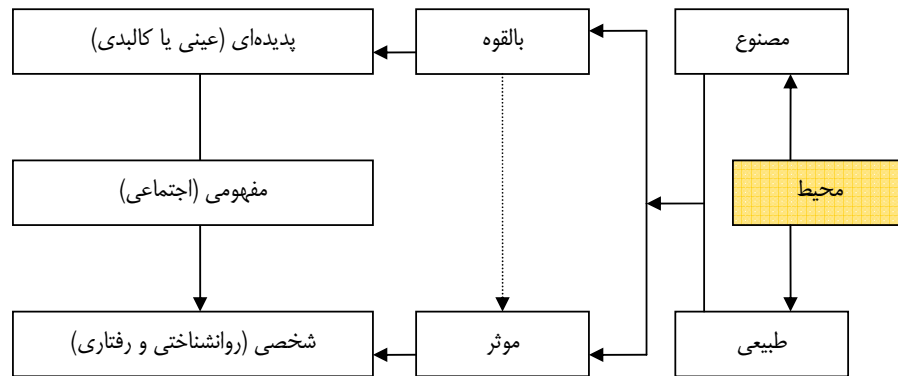 مصنوع
بالقوه
پدیده‌ای (عینی یا کالبدی)
محیط
مفهومی (اجتماعی)
طبیعی
موثر
شخصی (روانشناختی و رفتاری)